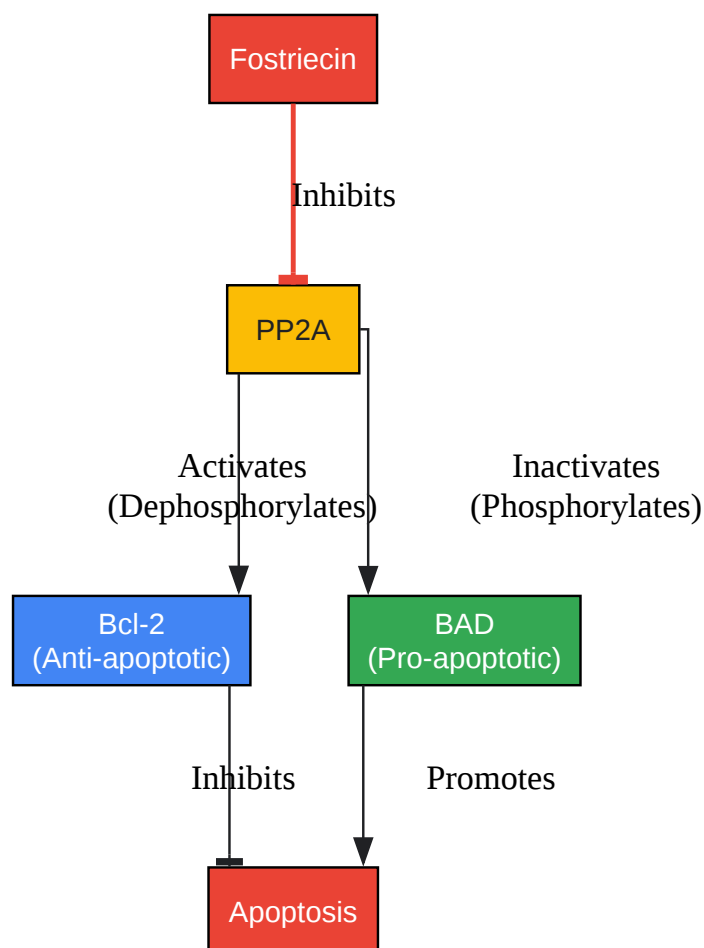 Fostriecin
Inhibits
PP2A
Activates
(Dephosphorylates)
Inactivates
(Phosphorylates)
Bcl-2
(Anti-apoptotic)
BAD
(Pro-apoptotic)
Inhibits
Promotes
Apoptosis